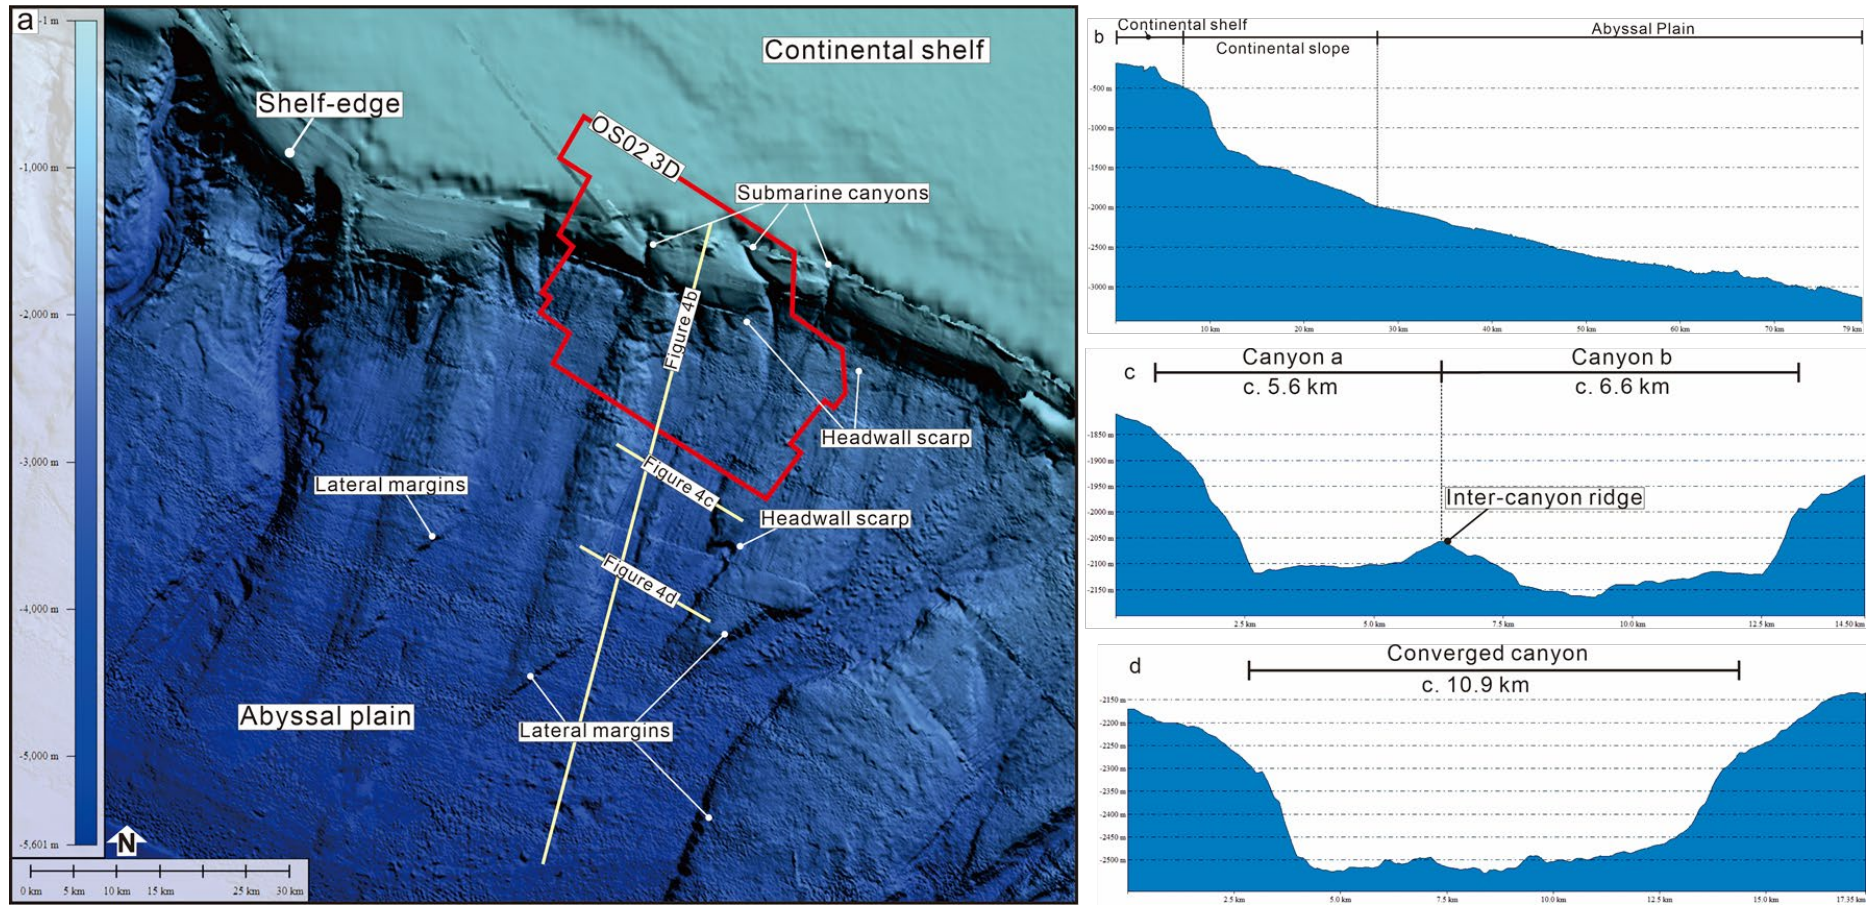 a
-1 m
-1,000 m
-2,000 m
-3,000 m
-4,000 m
-5,000 m
-5,601 m
N
0 km 5 km 10 km 15 km 25 km 30 km
Continental shelf
Shelf-edge
OS02 3D
Submarine canyons
Figure 4b
Headwall scarp
Figure 4c
Lateral margins
Headwall scarp
Figure 4d
Abyssal plain
Lateral margins
b
Continental shelf
Continental slope
Abyssal Plain
-500 m
-1000 m
-1500 m
-2000 m
-2500 m
-3000 m
10 km 20 km 30 km 40 km 50 km 60 km 70 km 79 km
c
Canyon a
c. 5.6 km
Canyon b
c. 6.6 km
Inter-canyon ridge
-1850 m
-1900 m
-1950 m
-2000 m
-2050 m
-2100 m
-2150 m
2.5 km 5.0 km 7.5 km 10.0 km 12.5 km 14.50 km
d
Converged canyon
c. 10.9 km
-2150 m
-2200 m
-2250 m
-2300 m
-2350 m
-2400 m
-2450 m
-2500 m
2.5 km 5.0 km 7.5 km 10.0 km 12.5 km 15.0 km 17.35 km